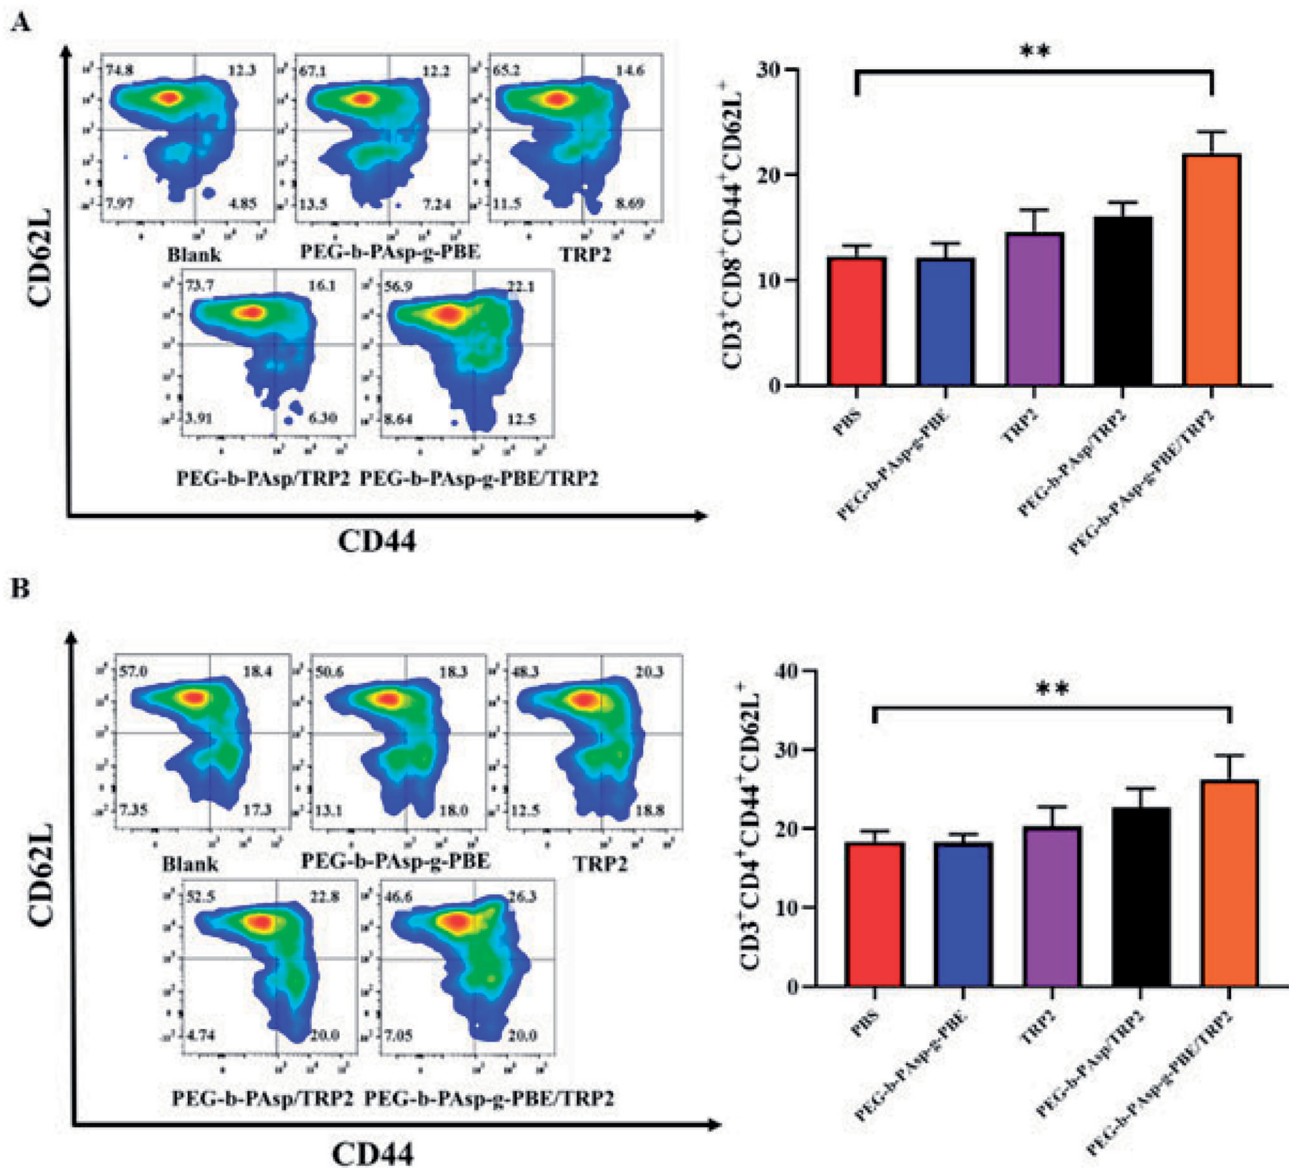 A
CD62L
74.8 12.3
7.97 4.85
Blank
67.1 12.2
13.5 7.24
PEG-b-PAsp-g-PBE
65.2 14.6
11.5 8.69
TRP2
73.7 16.1
3.91 6.30
PEG-b-PAsp/TRP2
56.9 22.1
8.64 12.5
PEG-b-PAsp-g-PBE/TRP2
CD44
**
CD3+CD8+CD44+CD62L+
30
20
10
0
PBS
PEG-b-PAsp-g-PBE
TRP2
PEG-b-PAsp/TRP2
PEG-b-PAsp-g-PBE/TRP2
B
CD62L
57.0 18.4
7.35 17.3
Blank
50.6 18.3
13.1 18.0
PEG-b-PAsp-g-PBE
48.3 20.3
12.5 18.8
TRP2
52.5 22.8
4.74 20.0
PEG-b-PAsp/TRP2
46.6 26.3
7.05 20.0
PEG-b-PAsp-g-PBE/TRP2
CD44
**
CD3+CD4+CD44+CD62L+
40
30
20
10
0
PBS
PEG-b-PAsp-g-PBE
TRP2
PEG-b-PAsp/TRP2
PEG-b-PAsp-g-PBE/TRP2